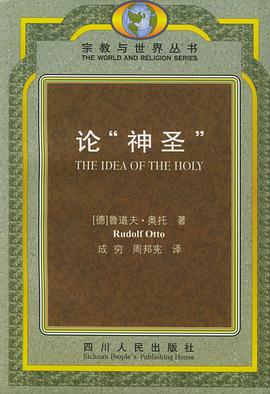 宗教与世界丛书
THE WORLD AND RELIGION SERIES
论“神圣”
THE IDEA OF THE HOLY
[德]鲁道夫·奥托 著
Rudolf Otto
成 穷 周邦宪 译
四川人民出版社
Sichuan People's Publishing House